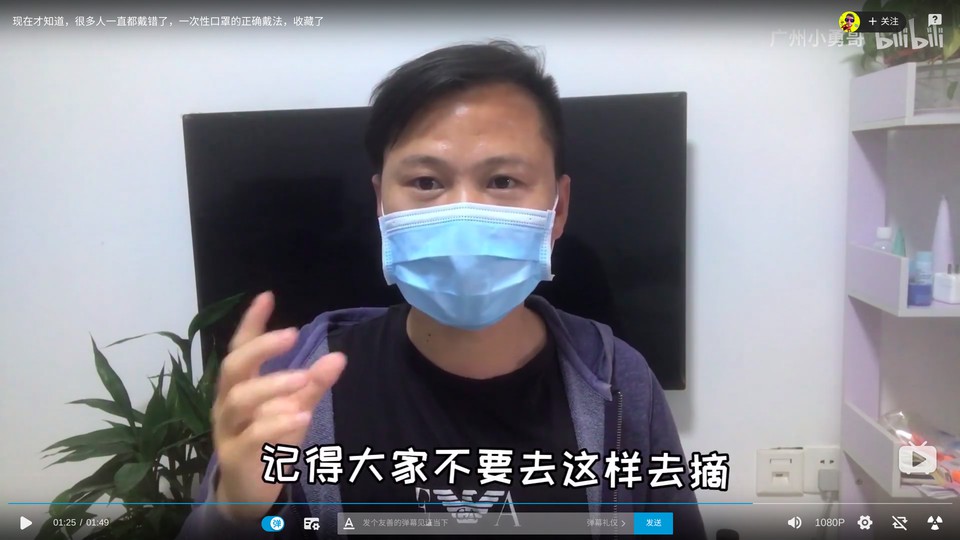 现在才知道，很多人一直都戴错了，一次性口罩的正确戴法，收藏了
＋ 关注
?
广州小勇哥 bilibili
记得大家不要去这样去摘
A
01:25 / 01:49
弹
A
发个友善的弹幕见证当下
弹幕礼仪 >
发送
1080P